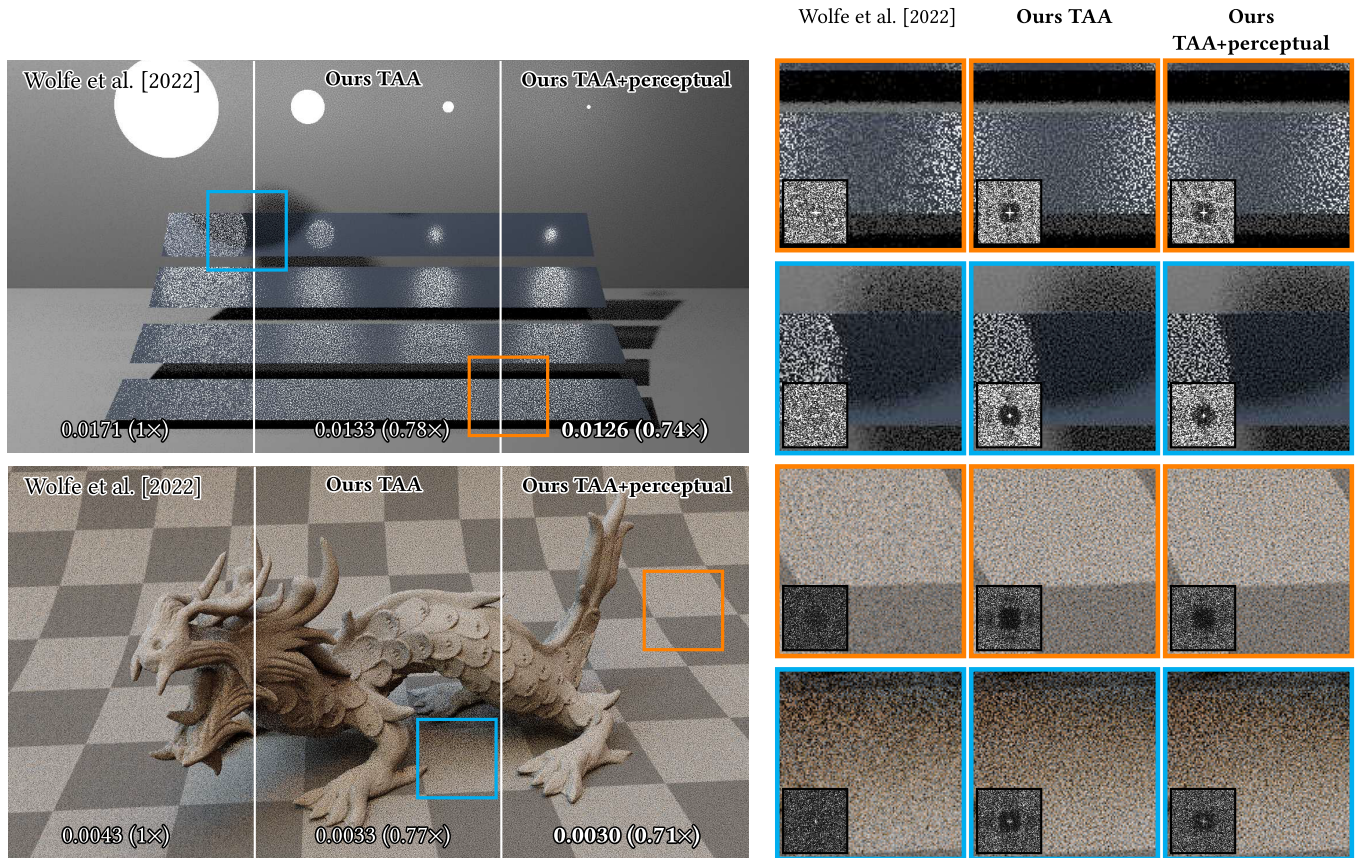 Wolfe et al. [2022]
Ours TAA
Ours
TAA+perceptual
Wolfe et al. [2022]
Ours TAA
Ours TAA+perceptual
0.0171 (1×)
0.0133 (0.78×)
0.0126 (0.74×)
Wolfe et al. [2022]
Ours TAA
Ours TAA+perceptual
0.0043 (1×)
0.0033 (0.77×)
0.0030 (0.71×)